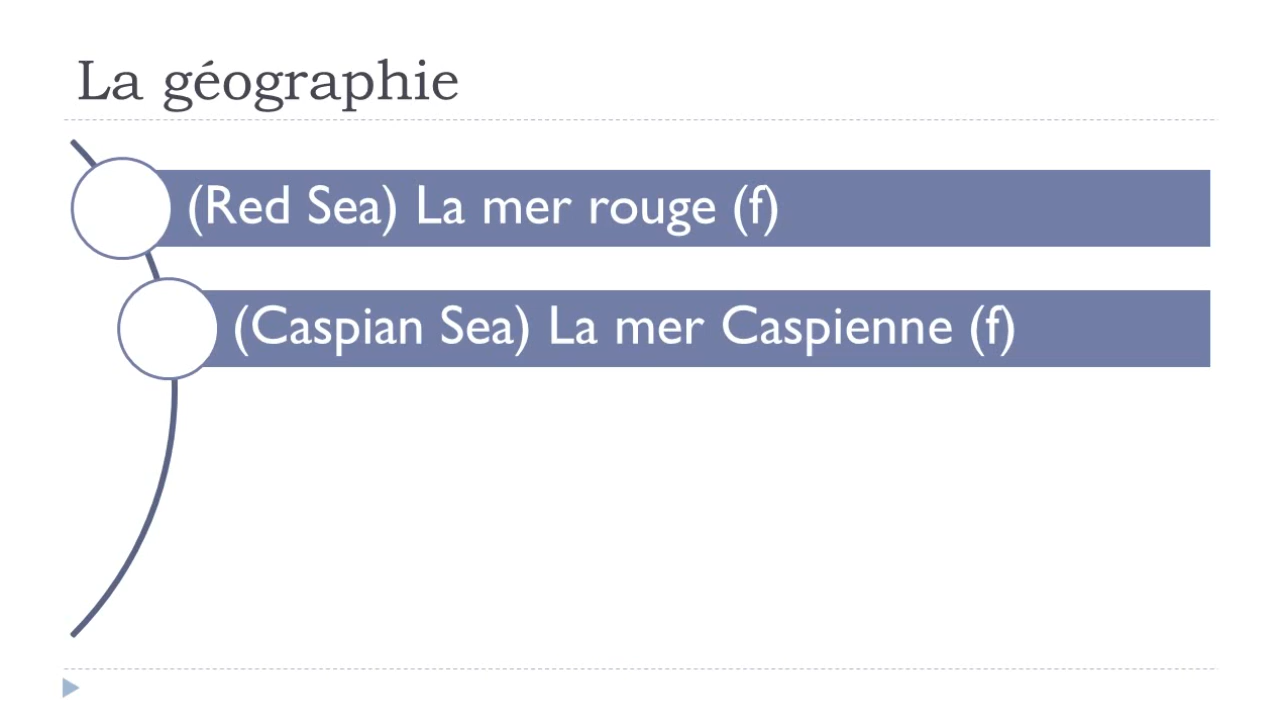 La géographie
(Red Sea) La mer rouge (f)
(Caspian Sea) La mer Caspienne (f)